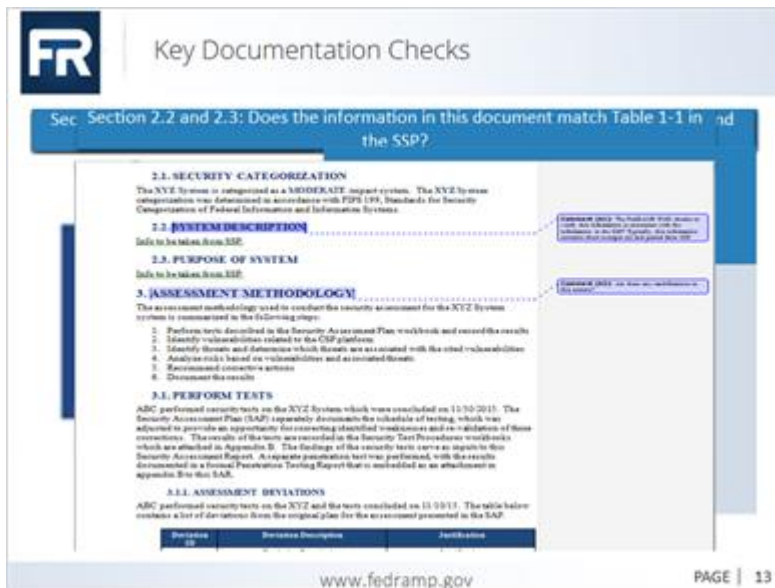 FR
Key Documentation Checks
Sec
Section 2.2 and 2.3: Does the information in this document match Table 1-1 in
nd
the SSP?
2.1. SECURITY CATEGORIZATION
The XYZ System is categorized as a MODERATE impact system. The XYZ System
categorization was determined in accordance with FIPS 199, Standards for Security
Categorization of Federal Information and Information Systems.
2.2. SYSTEM DESCRIPTION
Info to be taken from SSP.
2.3. PURPOSE OF SYSTEM
Info to be taken from SSP.
3. ASSESSMENT METHODOLOGY
The assessment methodology used to conduct the security assessment for the XYZ System
system is summarized in the following steps:
1. Perform tests described in the Security Assessment Plan workbook and record the results
2. Identify vulnerabilities related to the CSP platform
3. Identify threats and determine which threats are associated with the cited vulnerabilities
4. Analyze risks based on vulnerabilities and associated threats
5. Recommend corrective actions
6. Document the results
3.1. PERFORM TESTS
ABC performed security tests on the XYZ System which were concluded on 11/30/2015. The
Security Assessment Plan (SAP) separately documents the schedule of testing, which was
adjusted to provide an opportunity for correcting identified weaknesses and re-validation of those
corrections. The results of the tests are recorded in the Security Test Procedures workbooks
which are attached in Appendix B. The findings of the security tests serve as inputs to this
Security Assessment Report. A separate penetration test was performed, with the results
documented in a formal Penetration Testing Report that is embedded as an attachment in
appendix B to this SAR.
3.1.1. ASSESSMENT DEVIATIONS
ABC performed security tests on the XYZ and the tests concluded on 11/10/15. The table below
contains a list of deviations from the original plan for the assessment presented in the SAP.
Deviation ID Deviation Description Justification
www.fedramp.gov
PAGE | 13